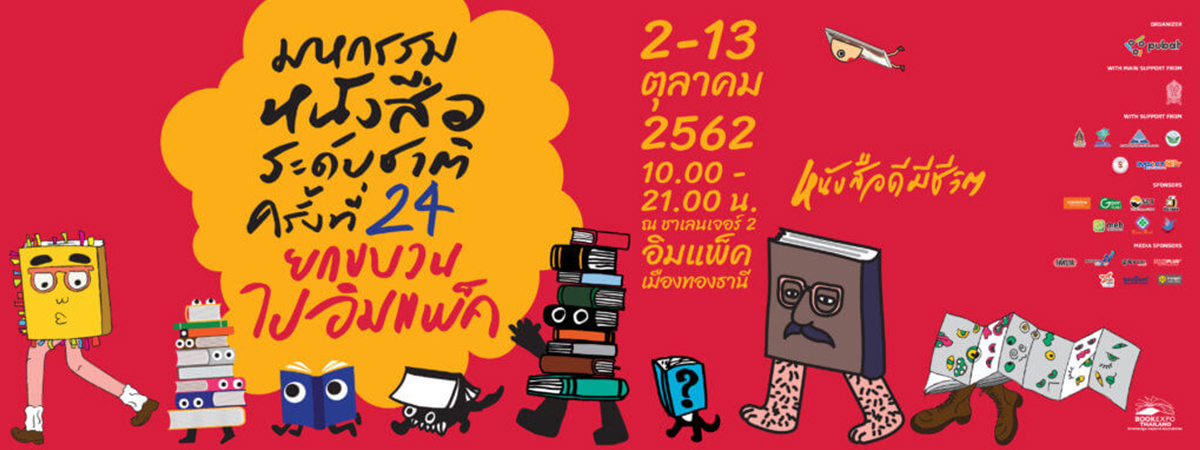 มหกรรม
หนังสือ
ระดับชาติ
ครั้งที่ 24
ยกขบวน
ไปอิมแพ็ค
2-13
ตุลาคม
2562
10.00 -
21.00 น.
ณ ชาเลนเจอร์ 2
อิมแพ็ค
เมืองทองธานี
หนังสือดีมีชีวิต
?
ORGANIZER
pubat
WITH MAIN SUPPORT FROM
WITH SUPPORT FROM
SPONSORS
meb
MEDIA SPONSORS
BOOKEXPO
THAILAND